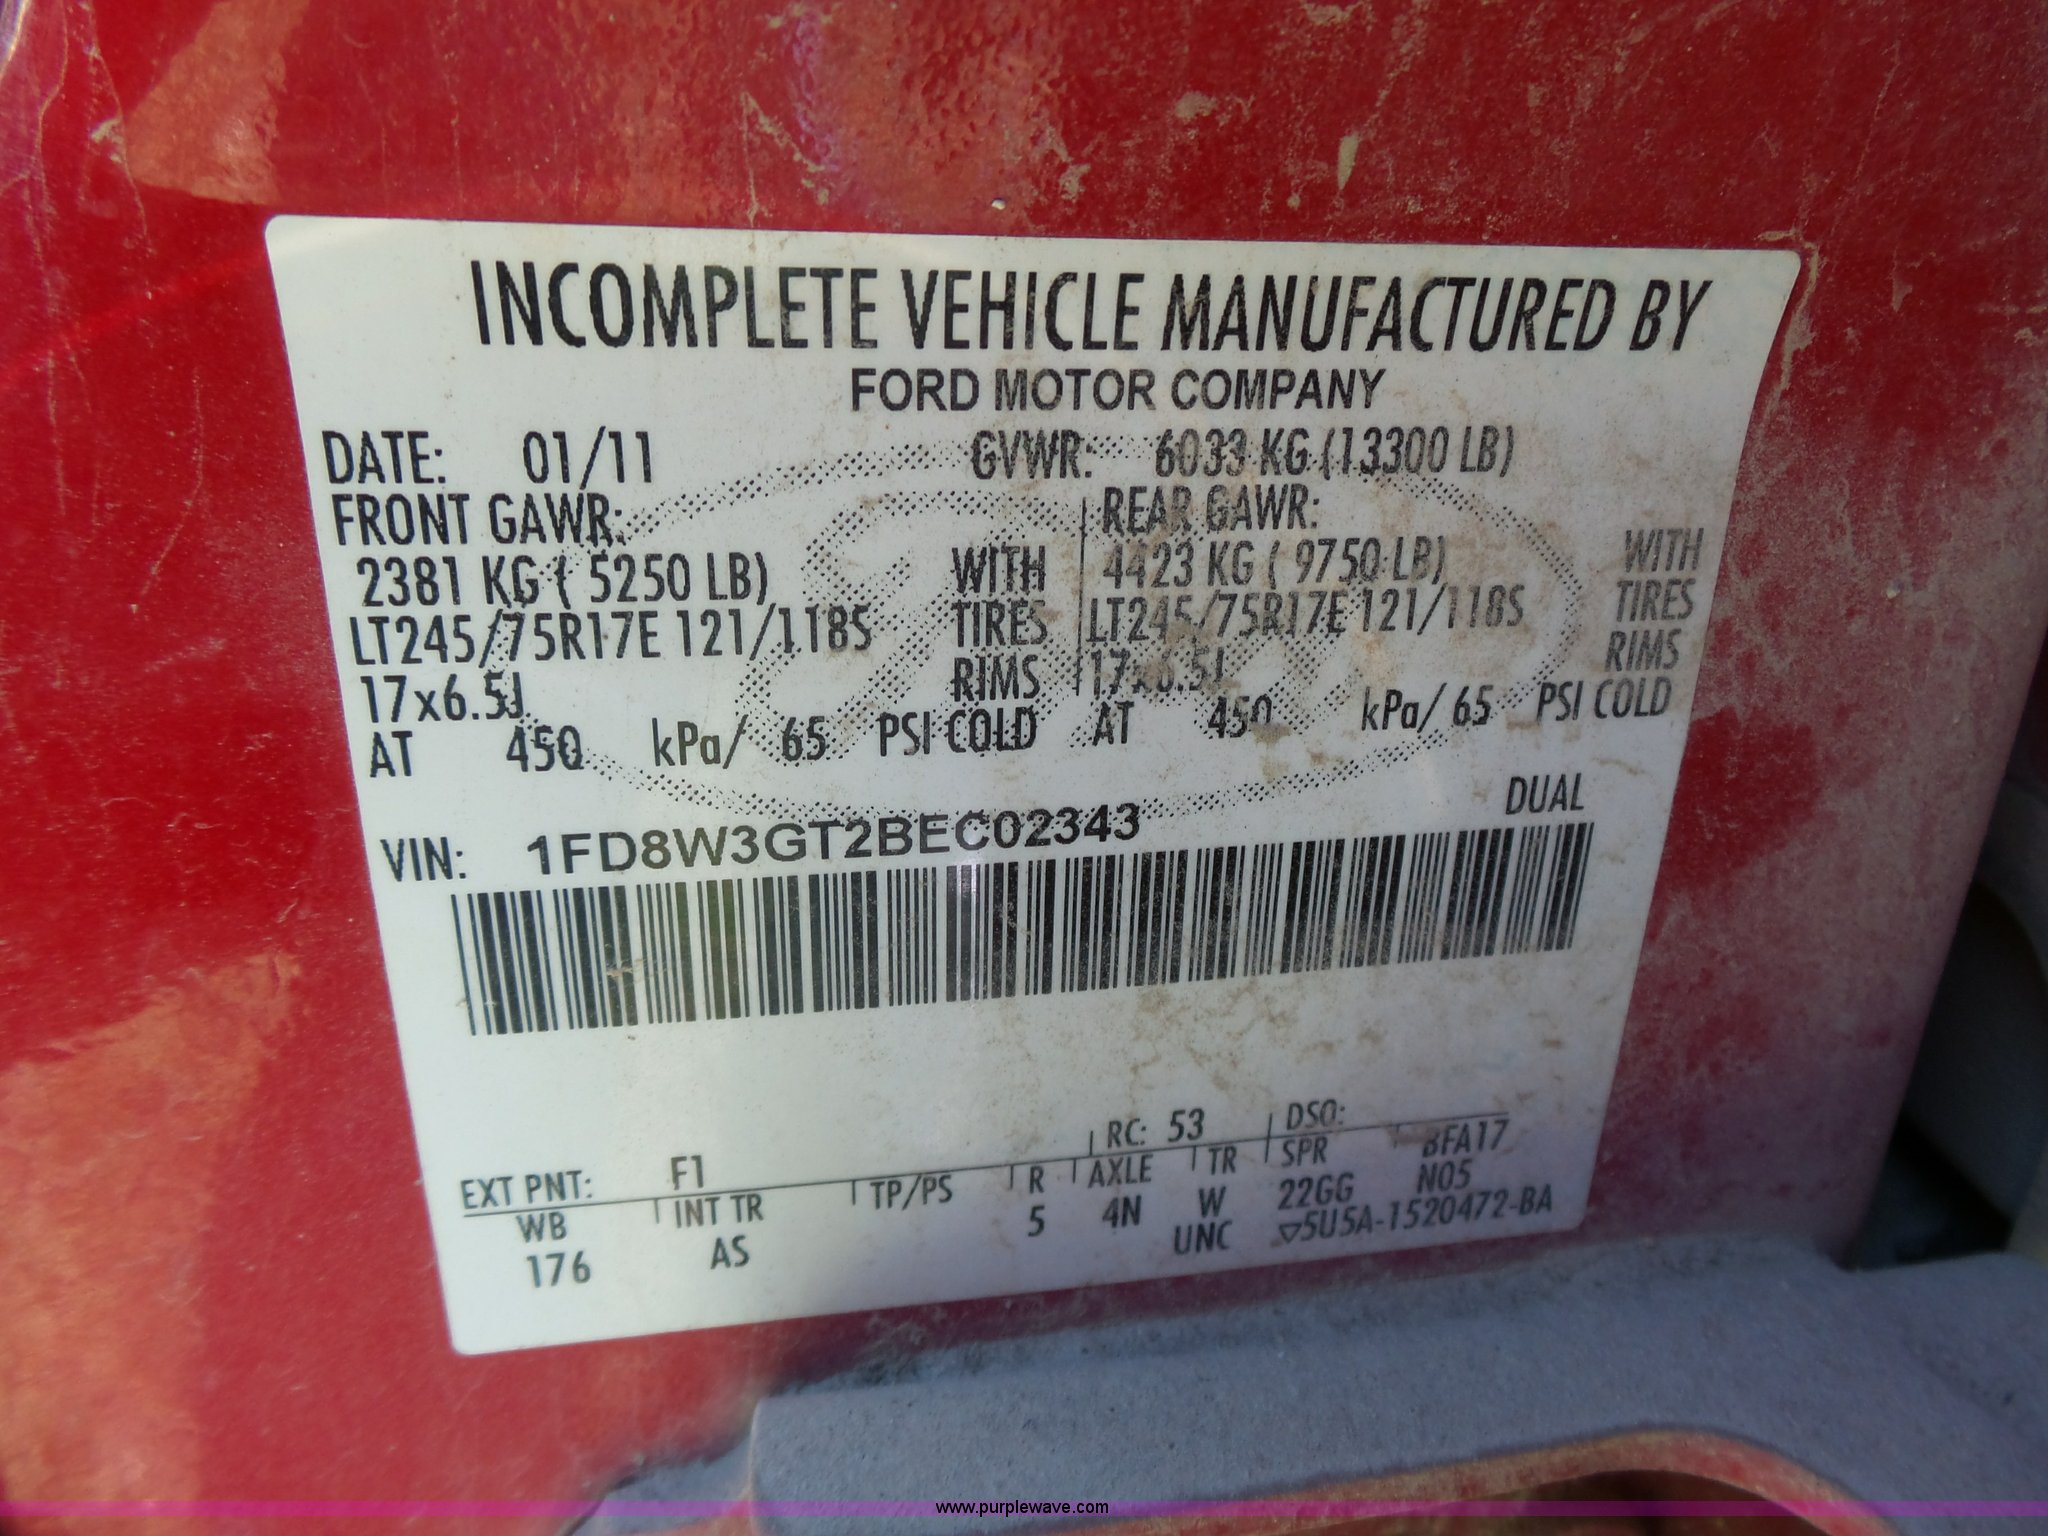 INCOMPLETE VEHICLE MANUFACTURED BY
FORD MOTOR COMPANY
DATE: 01/11 GVWR: 6033 KG (13300 LB)
FRONT GAWR: REAR GAWR:
2381 KG ( 5250 LB) WITH 4423 KG ( 9750 LB) WITH
LT245/75R17E 121/118S TIRES LT245/75R17E 121/118S TIRES
17x6.5J RIMS 17x6.5J RIMS
AT 450 kPa/ 65 PSI COLD AT 450 kPa/ 65 PSI COLD
VIN: 1FD8W3GT2BEC02343 DUAL
EXT PNT: F1 RC: 53 DSO:
WB INT TR TP/PS R AXLE TR SPR BFA17
176 AS 5 4N W 22GG N05
UNC ▽5U5A-1520472-BA
www.purplewave.com